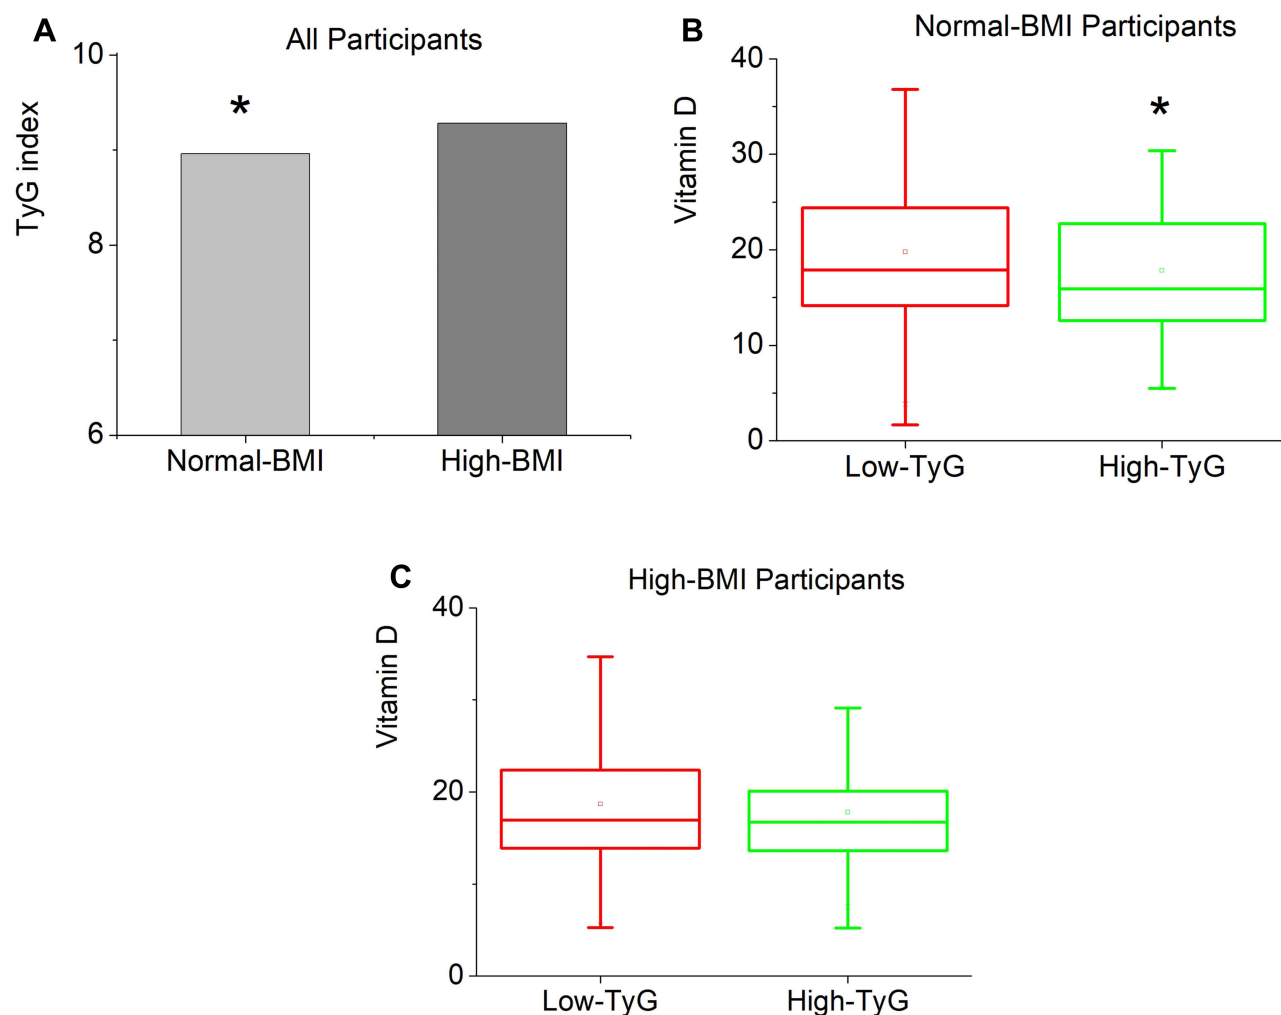 A
All Participants
TyG index
10
8
6
*
Normal-BMI
High-BMI
B
Normal-BMI Participants
Vitamin D
40
30
20
10
0
*
Low-TyG
High-TyG
C
High-BMI Participants
Vitamin D
40
20
0
Low-TyG
High-TyG